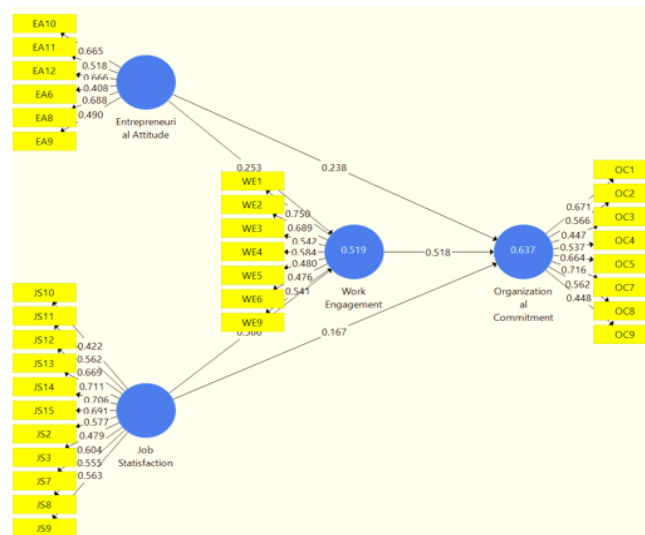 EA10
EA11
EA12
EA6
EA8
EA9
0.665
0.518
0.666
0.408
0.688
0.490
Entrepreneuri
al Attitude
0.253
0.238
WE1
WE2
WE3
WE4
WE5
WE6
WE9
0.750
0.689
0.542
0.584
0.480
0.476
0.541
0.519
Work
Engagement
0.518
0.637
Organization
al
Commitment
OC1
OC2
OC3
OC4
OC5
OC7
OC8
OC9
0.671
0.566
0.447
0.537
0.664
0.716
0.562
0.448
0.167
JS10
JS11
JS12
JS13
JS14
JS15
JS2
JS3
JS7
JS8
JS9
0.422
0.562
0.669
0.711
0.706
0.691
0.577
0.479
0.604
0.555
0.563
Job
Statisfaction